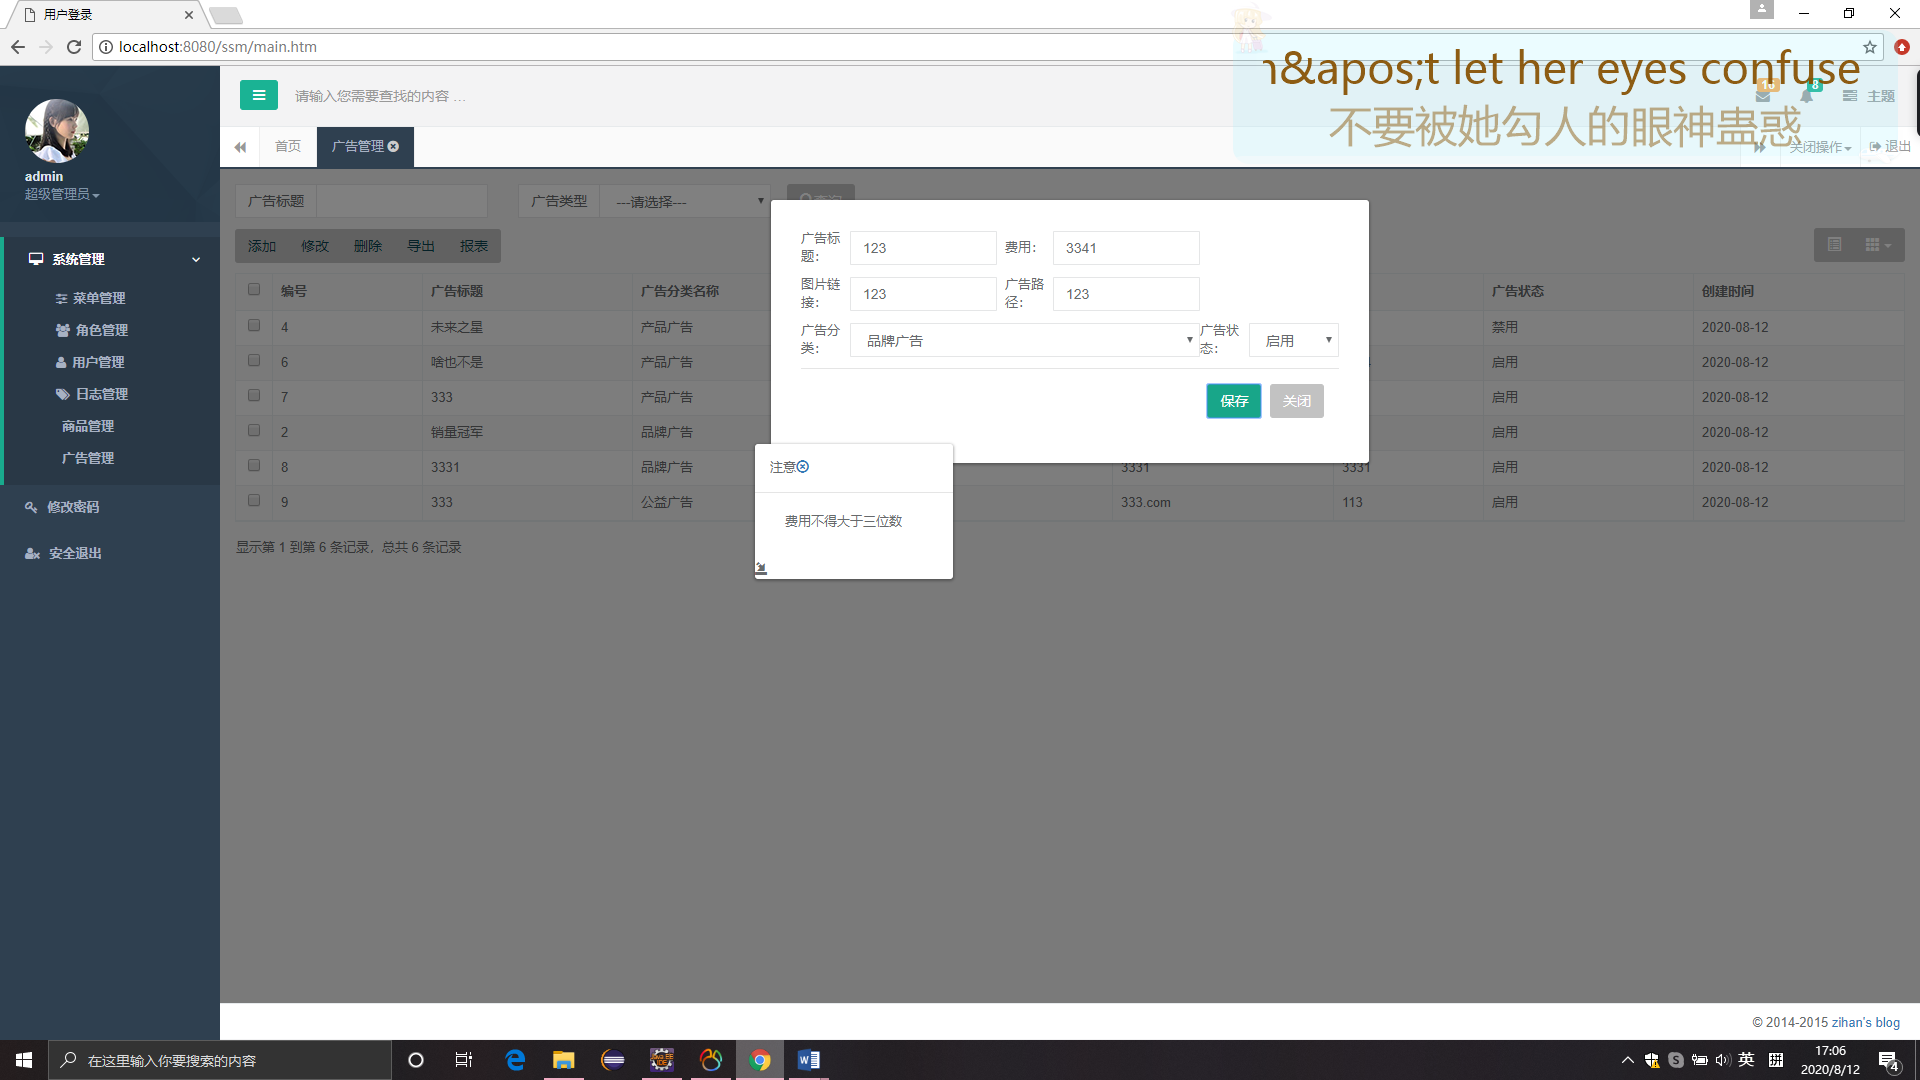 用户登录
localhost:8080/ssm/main.htm
n&apos;t let her eyes confuse
不要被她勾人的眼神蛊惑
请输入您需要查找的内容 …
16
8
主题
首页
广告管理
关闭操作
退出
admin
超级管理员
系统管理
菜单管理
角色管理
用户管理
日志管理
商品管理
广告管理
修改密码
安全退出
广告标题
广告类型
---请选择---
查询
添加 修改 删除 导出 报表
编号 广告标题 广告分类名称 广告状态 创建时间
4 未来之星 产品广告 禁用 2020-08-12
6 啥也不是 产品广告 启用 2020-08-12
7 333 产品广告 启用 2020-08-12
2 销量冠军 品牌广告 启用 2020-08-12
8 3331 品牌广告 3331 3331 启用 2020-08-12
9 333 公益广告 333.com 113 启用 2020-08-12
显示第 1 到第 6 条记录，总共 6 条记录
广告标题： 123 费用： 3341
图片链接： 123 广告路径： 123
广告分类： 品牌广告 广告状态： 启用
保存 关闭
注意
费用不得大于三位数
© 2014-2015 zihan's blog
在这里输入你要搜索的内容
英
拼
17:06
2020/8/12
4